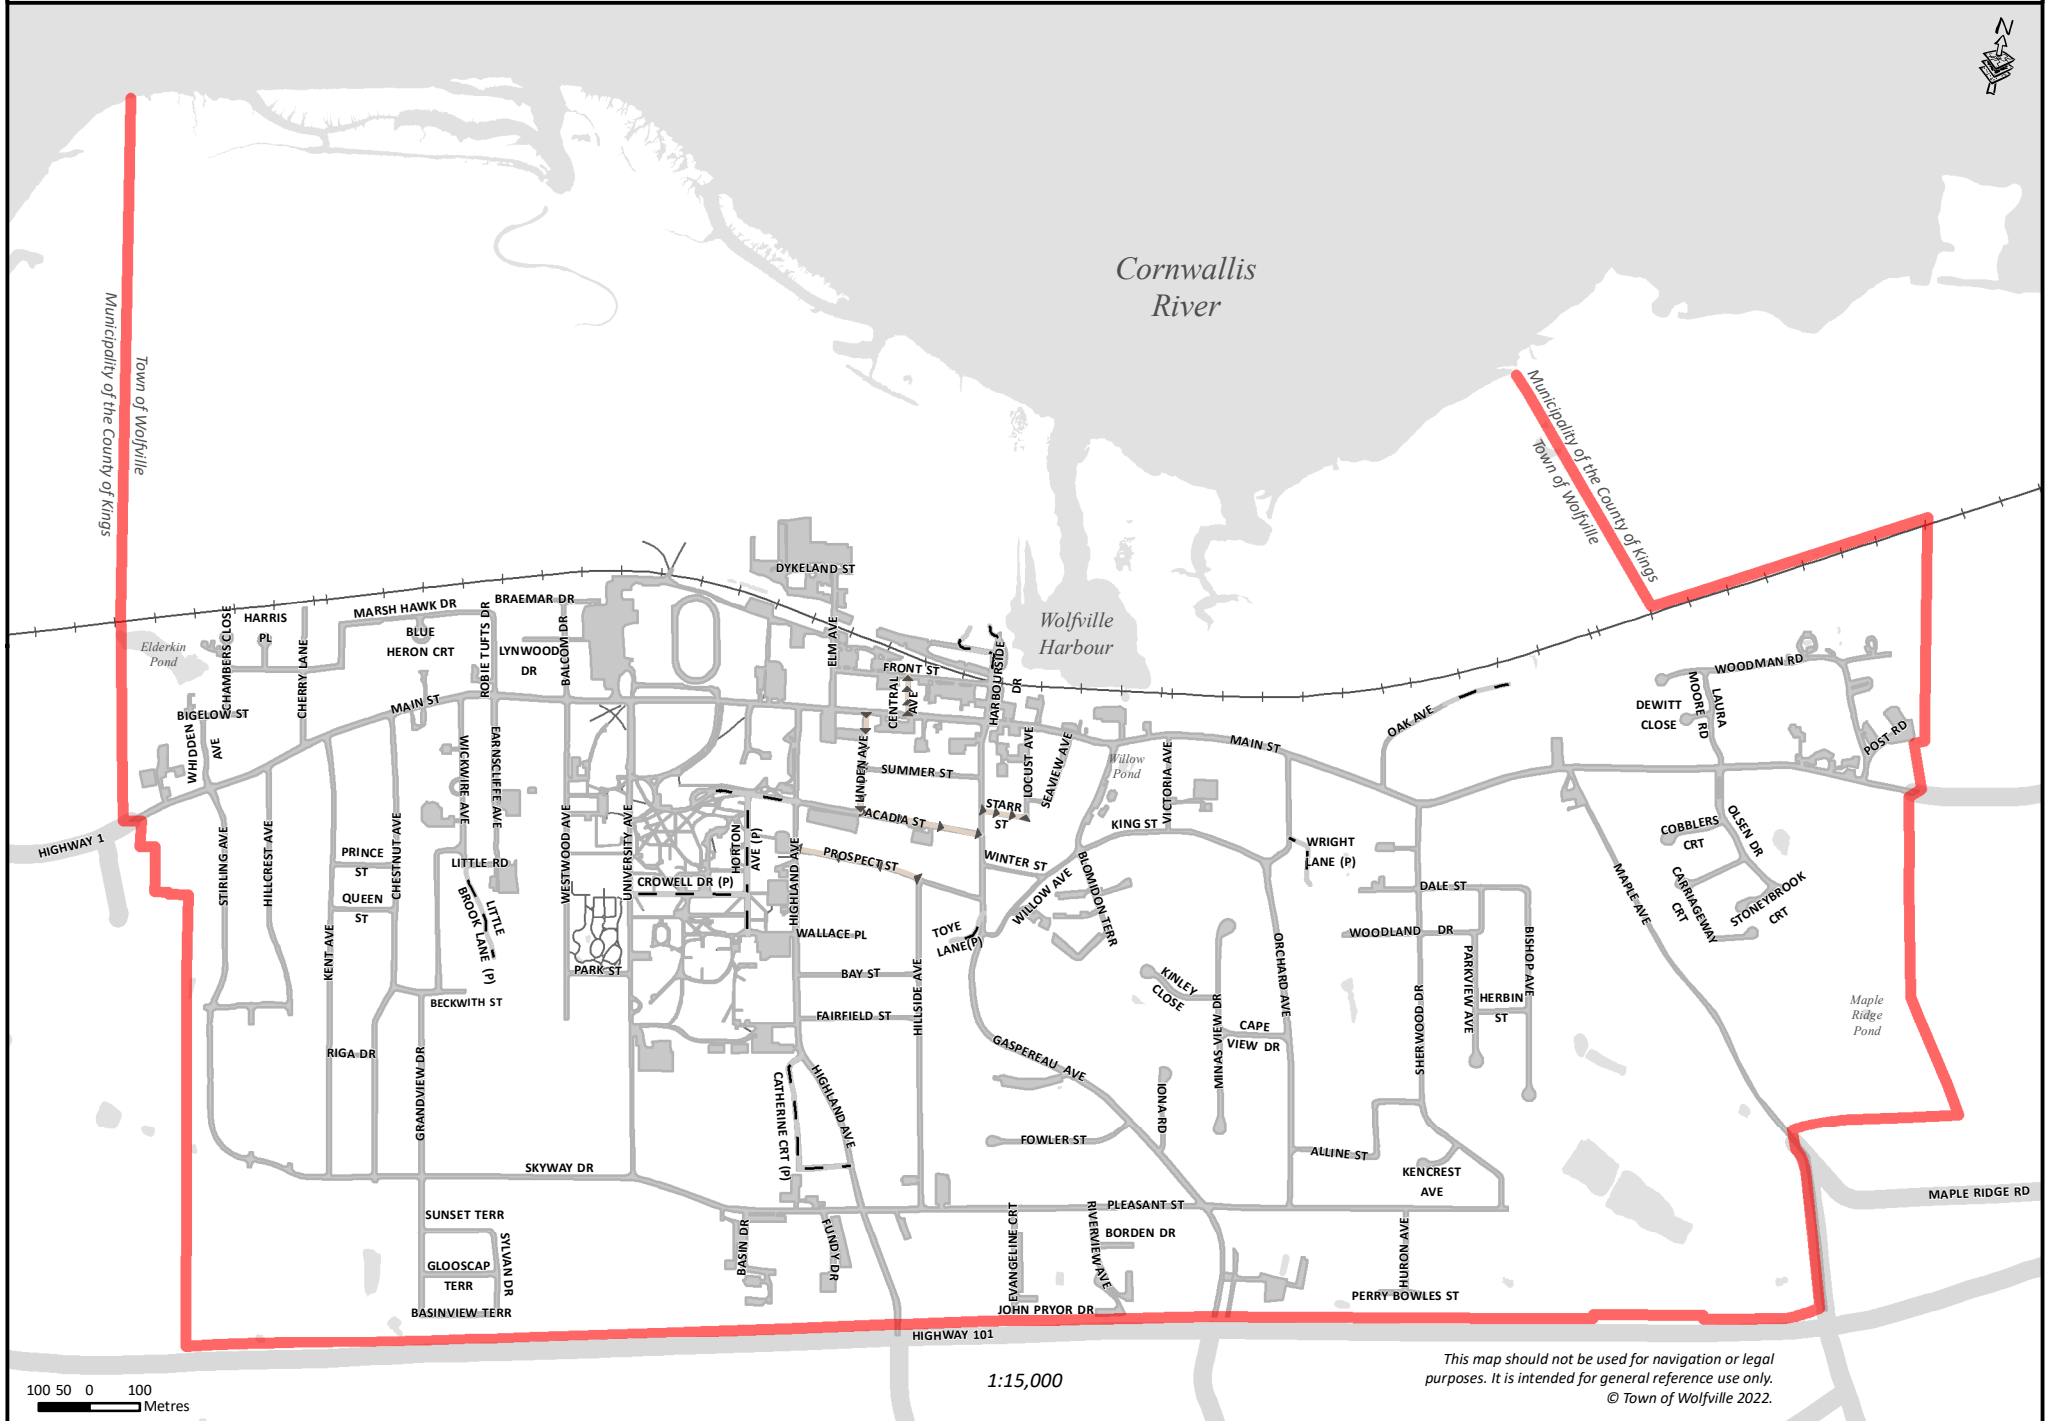 N
Cornwallis
River
Municipality of the County of Kings
Town of Wolfville
Municipality of the County of Kings
Town of Wolfville
DYKELAND ST
Wolfville
Harbour
Elderkin
Pond
CHAMBERS CLOSE
HARRIS
PL
CHERRY LANE
MARSH HAWK DR
BLUE
HERON CRT
ROBIE TUFTS DR
BRAEMAR DR
LYNWOOD
DR
BALCOM DR
ELM AVE
FRONT ST
CENTRAL
AVE
HARBOURSIDE
DR
WOODMAN RD
DEWITT
CLOSE
MOORE RD
LAURA
POST RD
OAK AVE
BIGELOW ST
WHIDDEN
AVE
MAIN ST
MAIN ST
WICKWIRE AVE
EARNSCLIFFE AVE
LINDEN AVE
SUMMER ST
LOCUST AVE
SEAVIEW AVE
Willow
Pond
VICTORIA AVE
HIGHWAY 1
STIRLING AVE
HILLCREST AVE
PRINCE
ST
QUEEN
ST
CHESTNUT AVE
KENT AVE
LITTLE RD
LITTLE
BROOK LANE (P)
WESTWOOD AVE
UNIVERSITY AVE
CROWELL DR (P)
HORTON
AVE (P)
HIGHLAND AVE
ACADIA ST
PROSPECT ST
STARR
ST
WINTER ST
KING ST
WILLOW AVE
BLOMIDON TERR
TOYE
LANE(P)
WALLACE PL
WRIGHT
LANE (P)
DALE ST
WOODLAND DR
COBBLERS
CRT
OLSEN DR
CARRIAGEWAY
CRT
STONEYBROOK
CRT
MAPLE AVE
PARK ST
BAY ST
FAIRFIELD ST
HILLSIDE AVE
BECKWITH ST
RIGA DR
GRANDVIEW DR
KINLEY
CLOSE
MINAS VIEW DR
CAPE
VIEW DR
ORCHARD AVE
SHERWOOD DR
PARKVIEW AVE
BISHOP AVE
HERBIN
ST
Maple
Ridge
Pond
GASPEREAU AVE
IONA RD
FOWLER ST
CATHERINE CRT (P)
HIGHLAND AVE
SKYWAY DR
ALLINE ST
KENCREST
AVE
PLEASANT ST
MAPLE RIDGE RD
SUNSET TERR
SYLVAN DR
GLOOSCAP
TERR
BASINVIEW TERR
BASIN DR
FUNDY DR
EVANGELINE CRT
RIVERVIEW AVE
BORDEN DR
JOHN PRYOR DR
HURON AVE
PERRY BOWLES ST
HIGHWAY 101
1:15,000
100 50 0 100
Metres
This map should not be used for navigation or legal
purposes. It is intended for general reference use only.
© Town of Wolfville 2022.